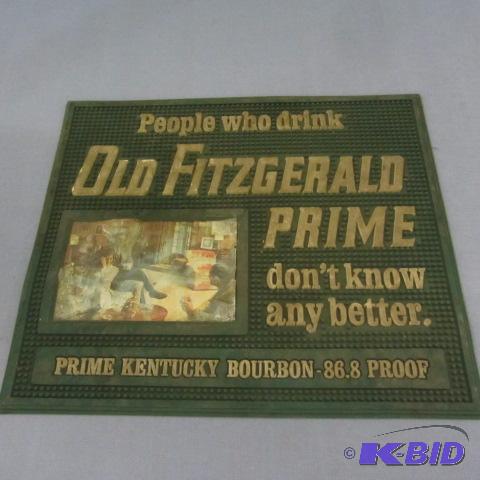 People who drink
OLD FITZGERALD
PRIME
don't know
any better.
PRIME KENTUCKY BOURBON-86.8 PROOF
© K-BID